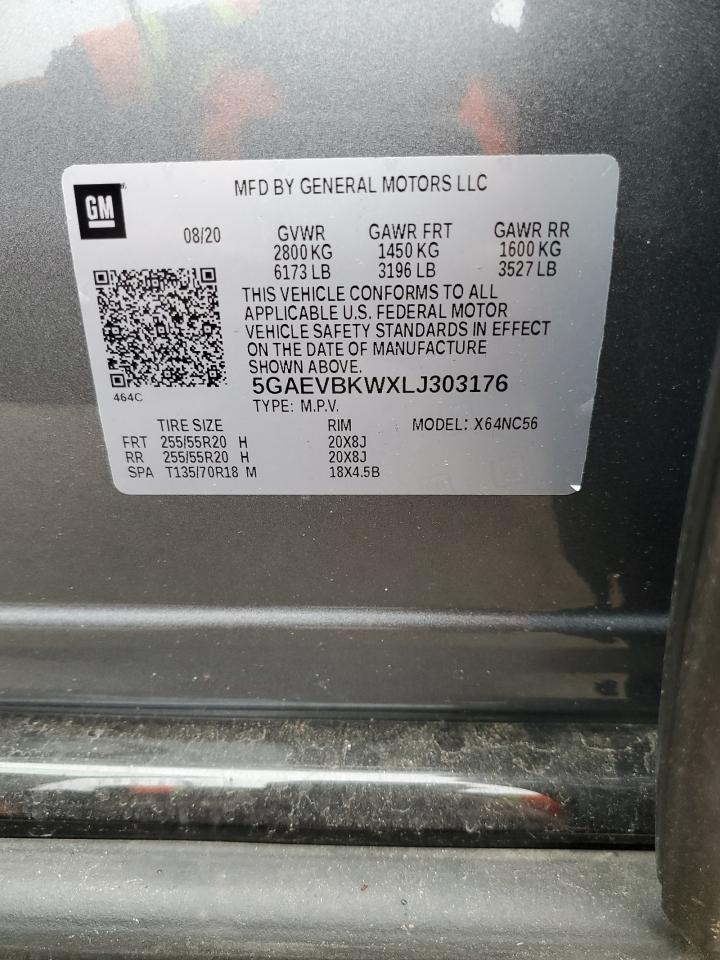 GM
MFD BY GENERAL MOTORS LLC
08/20 GVWR GAWR FRT GAWR RR
2800 KG 1450 KG 1600 KG
6173 LB 3196 LB 3527 LB
THIS VEHICLE CONFORMS TO ALL
APPLICABLE U.S. FEDERAL MOTOR
VEHICLE SAFETY STANDARDS IN EFFECT
ON THE DATE OF MANUFACTURE
SHOWN ABOVE.
5GAEVBKWXLJ303176
464C
TYPE: M.P.V.
TIRE SIZE RIM MODEL: X64NC56
FRT 255/55R20 H 20X8J
RR 255/55R20 H 20X8J
SPA T135/70R18 M 18X4.5B